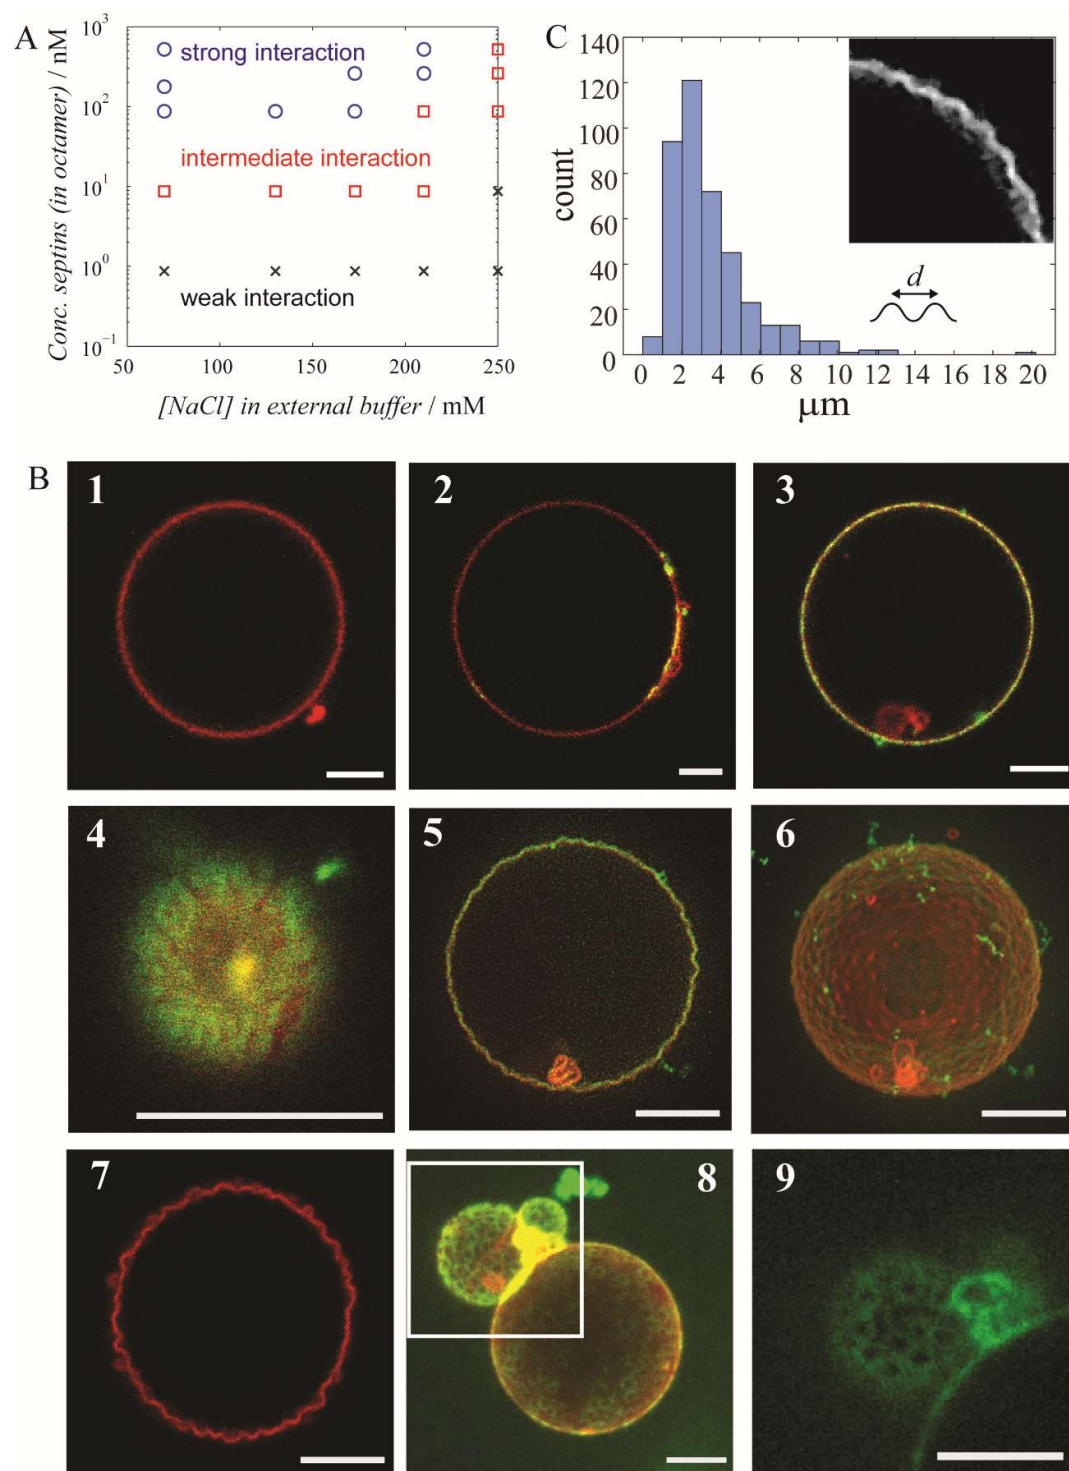 A
Conc. septins (in octamer) / nM
10³
10²
10¹
10⁰
10⁻¹
strong interaction
intermediate interaction
weak interaction
50 100 150 200 250
[NaCl] in external buffer / mM
C
count
140
120
100
80
60
40
20
0
d
0 2 4 6 8 10 12 14 16 18 20
μm
B
1
2
3
4
5
6
7
8
9